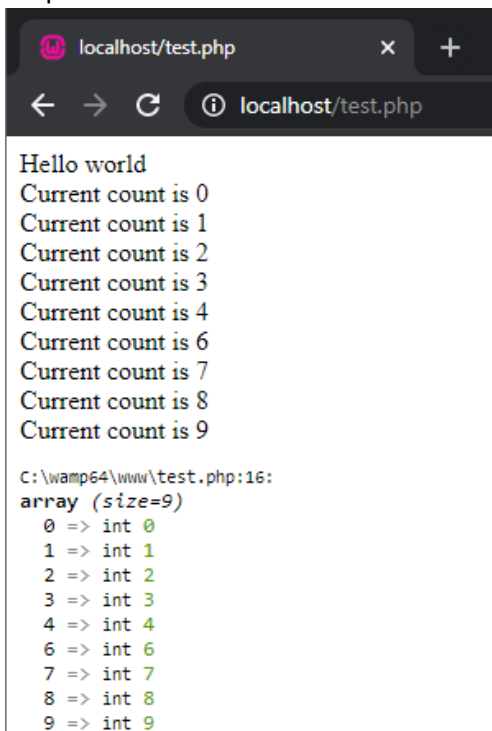 localhost/test.php
localhost/test.php
Hello world
Current count is 0
Current count is 1
Current count is 2
Current count is 3
Current count is 4
Current count is 6
Current count is 7
Current count is 8
Current count is 9
C:\wamp64\www\test.php:16:
array (size=9)
0 => int 0
1 => int 1
2 => int 2
3 => int 3
4 => int 4
6 => int 6
7 => int 7
8 => int 8
9 => int 9